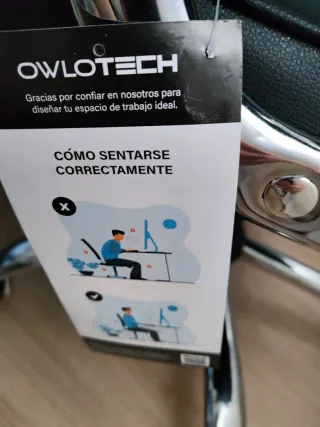 OWLOTECH
Gracias por confiar en nosotros para
diseñar tu espacio de trabajo ideal.
CÓMO SENTARSE
CORRECTAMENTE